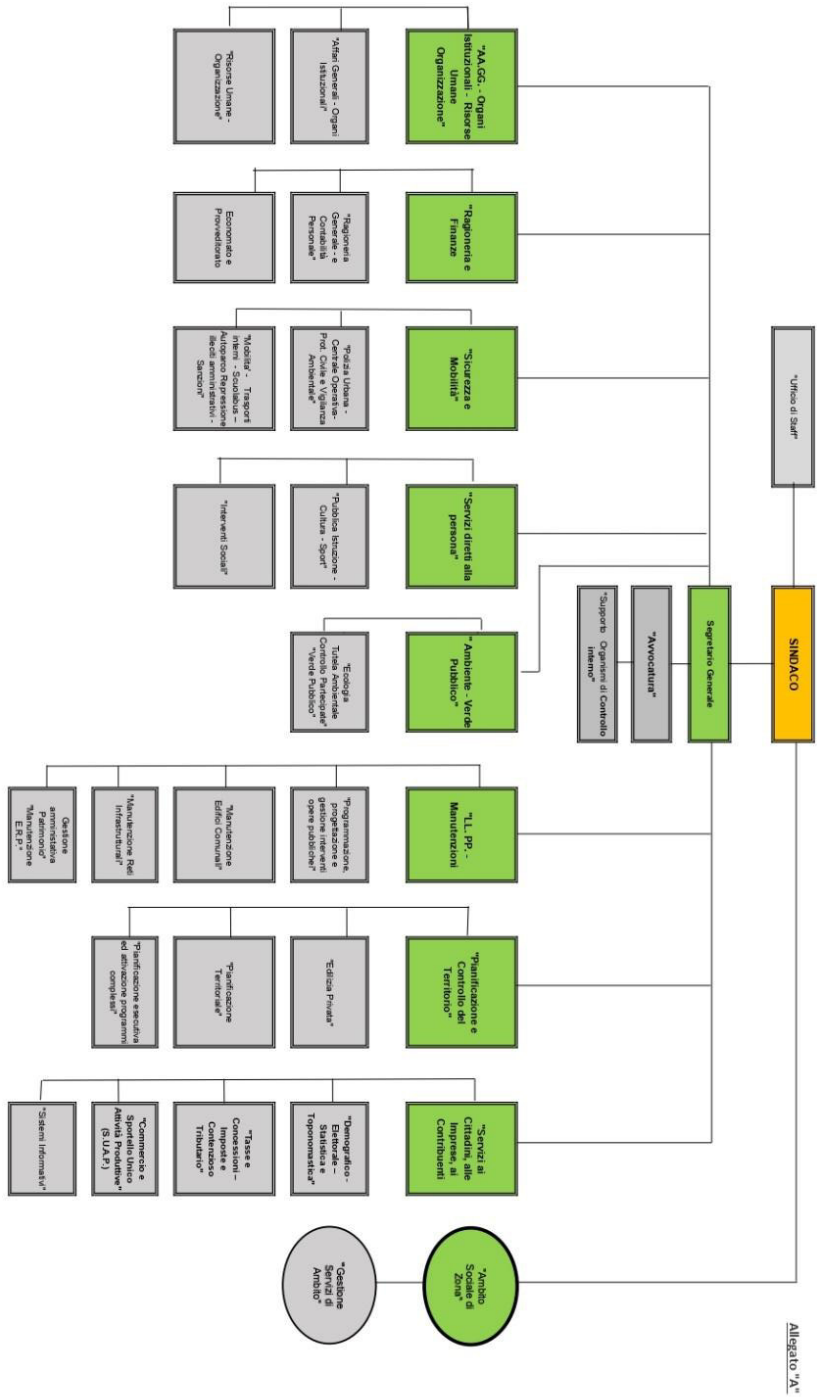 Allegato "A"
SINDACO
"Ufficio di Staff"
Segretario Generale
"Avvocatura"
"Supporto Organismi di Controllo
interno"
"AA.GG. - Organi
Istituzionali - Risorse
Umane
Organizzazione"
"Affari Generali - Organi
Istituzionali"
"Risorse Umane -
Organizzazione"
"Ragioneria e
Finanze
"Ragioneria
Generale - e
Contabilità
Personale"
Economato e
Provveditorato
"Sicurezza e
Mobilità"
"Polizia Urbana -
Centrale Operativa-
Prot. Civile e Vigilanza
Ambientale"
"Mobilita' - Trasporti
interni - Scuolabus –
Autoparco Repressione
illeciti amministrativi -
Sanzioni"
"Servizi diretti alla
persona"
"Pubblica Istruzione -
Cultura - Sport"
"Interventi Sociali"
" Ambiente - Verde
Pubblico"
"Ecologia
Tutela Ambientale
Controllo Partecipate"
"Verde Pubblico"
"LL. PP. -
Manutenzioni
"Programmazione,
progettazione e
gestione interventi
opere pubbliche"
"Manutenzione
Edifici Comunali"
"Manutenzione Reti
Infrastrutturali"
Gestione
amministativa
Patrimonio"
"Manutenzione
E.R.P."
"Pianificazione e
Controllo del
Territorio"
"Edilizia Privata"
"Pianificazione
Territoriale"
"Pianificazione esecutiva
ed attivazione programmi
complessi"
"Servizi ai
Cittadini, alle
Imprese, ai
Contribuenti
"Demografico -
Elettorale –
Statistica e
Toponomastica"
"Tasse e
Concessioni –
Imposte e
Contenzioso
Tributario"
"Commercio e
Sportello Unico
Attività Produttive"
(S.U.A.P.)
"Sistemi Informativi"
"Ambito
Sociale di
Zona"
"Gestione
Servizi di
Ambito"